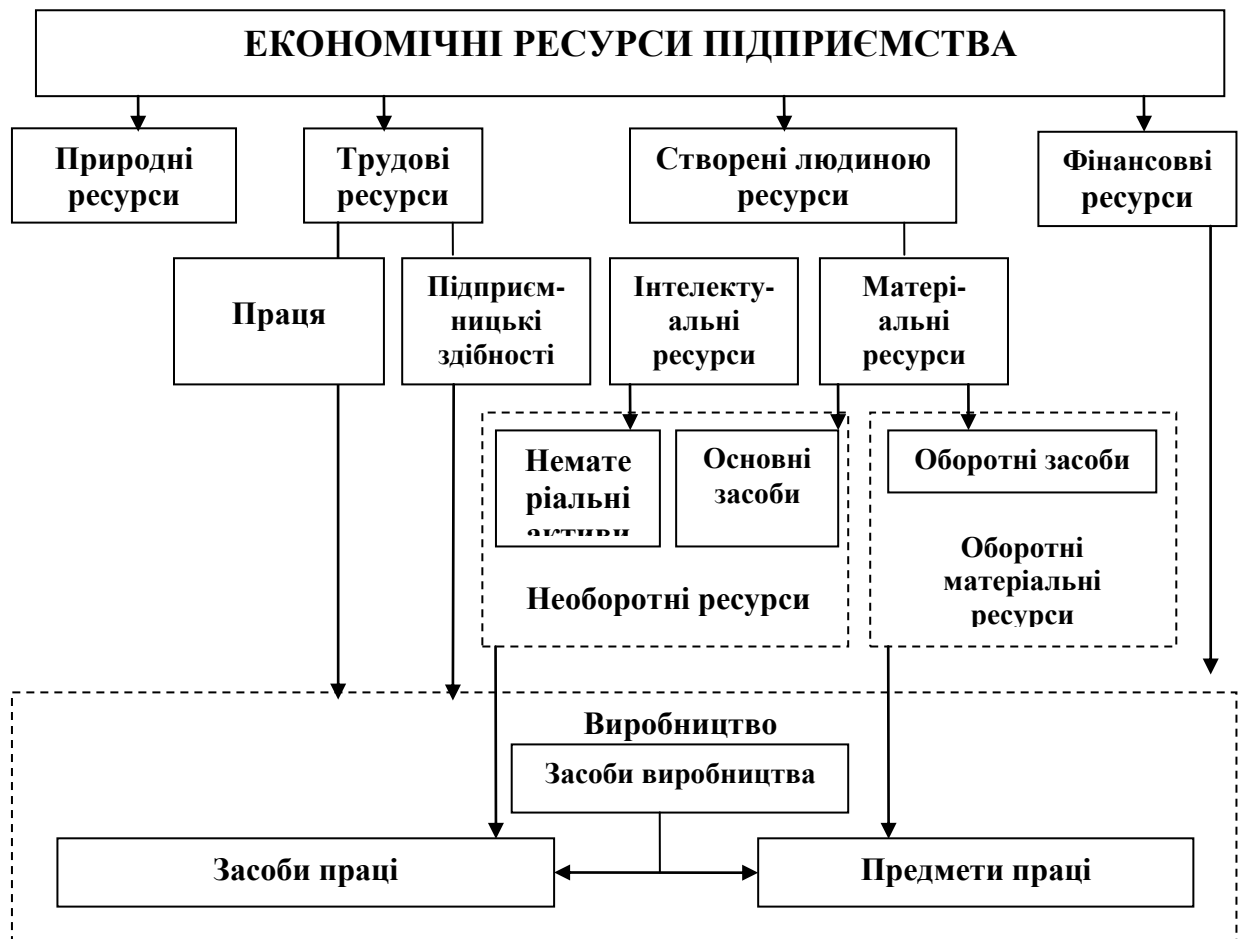 ЕКОНОМІЧНІ РЕСУРСИ ПІДПРИЄМСТВА
Природні
ресурси
Трудові
ресурси
Створені людиною
ресурси
Фінансовві
ресурси
Праця
Підприєм-
ницькі
здібності
Інтелекту-
альні
ресурси
Матері-
альні
ресурси
Немате
ріальні
активи
Основні
засоби
Оборотні засоби
Необоротні ресурси
Оборотні
матеріальні
ресурси
Виробництво
Засоби виробництва
Засоби праці
Предмети праці